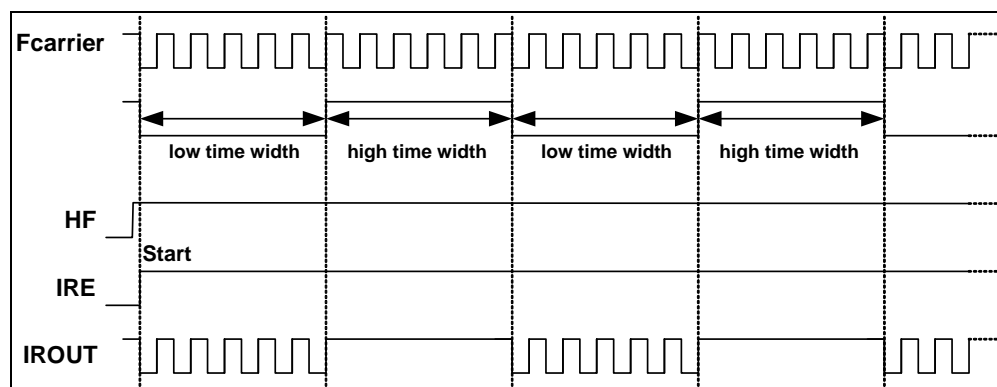 Fcarrier
low time width high time width low time width high time width
HF
Start
IRE
IROUT